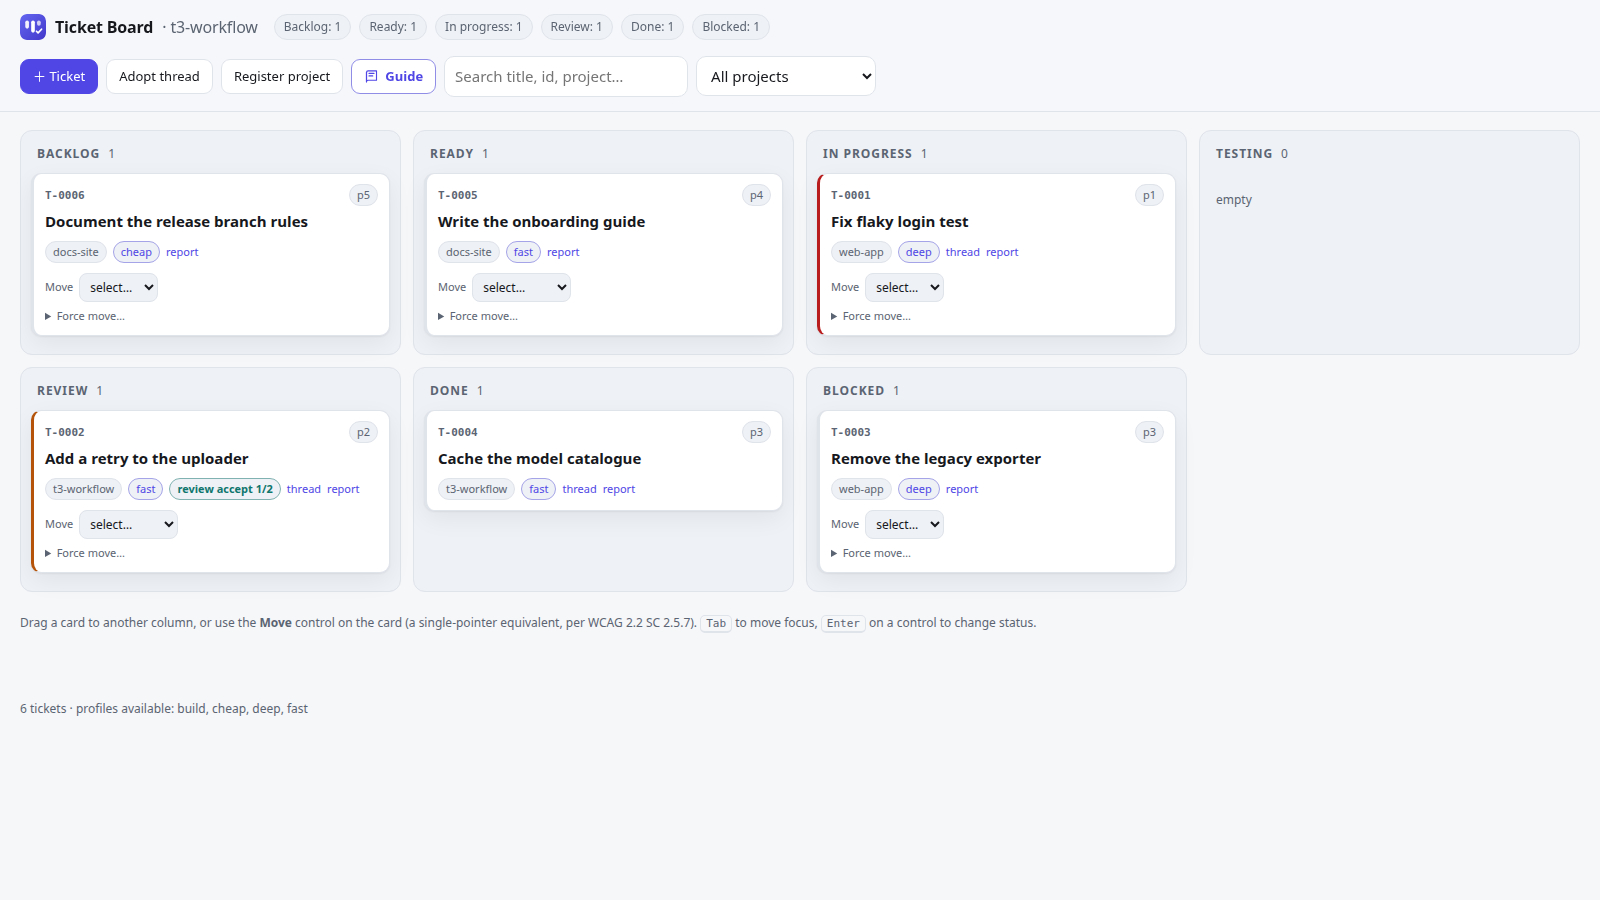 Ticket Board · t3-workflow Backlog: 1 Ready: 1 In progress: 1 Review: 1 Done: 1 Blocked: 1
+ Ticket Adopt thread Register project Guide Search title, id, project... All projects
BACKLOG 1
T-0006 p5
Document the release branch rules
docs-site cheap report
Move select...
Force move...
READY 1
T-0005 p4
Write the onboarding guide
docs-site fast report
Move select...
Force move...
IN PROGRESS 1
T-0001 p1
Fix flaky login test
web-app deep thread report
Move select...
Force move...
TESTING 0
empty
REVIEW 1
T-0002 p2
Add a retry to the uploader
t3-workflow fast review accept 1/2 thread report
Move select...
Force move...
DONE 1
T-0004 p3
Cache the model catalogue
t3-workflow fast thread report
BLOCKED 1
T-0003 p3
Remove the legacy exporter
web-app deep report
Move select...
Force move...
Drag a card to another column, or use the Move control on the card (a single-pointer equivalent, per WCAG 2.2 SC 2.5.7). Tab to move focus, Enter on a control to change status.
6 tickets · profiles available: build, cheap, deep, fast